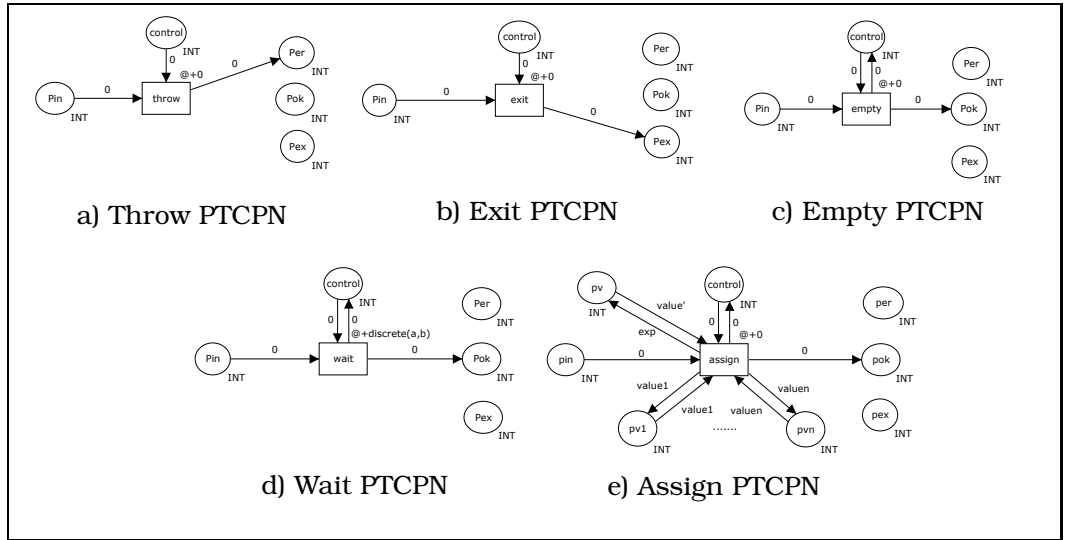 control
INT
0
@+0
0
Per
INT
Pin
INT
0
throw
Pok
INT
Pex
INT
a) Throw PTCPN
control
INT
0
@+0
Per
INT
Pin
INT
0
exit
Pok
INT
0
Pex
INT
b) Exit PTCPN
control
INT
0
0
@+0
Per
INT
Pin
INT
0
empty
0
Pok
INT
Pex
INT
c) Empty PTCPN
control
INT
0
0
@+discrete(a,b)
Per
INT
Pin
INT
0
wait
0
Pok
INT
Pex
INT
d) Wait PTCPN
pv
INT
value'
exp
control
INT
0
0
@+0
per
INT
pin
INT
0
assign
0
pok
INT
value1
value1
valuen
valuen
pv1
INT
.......
pvn
INT
pex
INT
e) Assign PTCPN